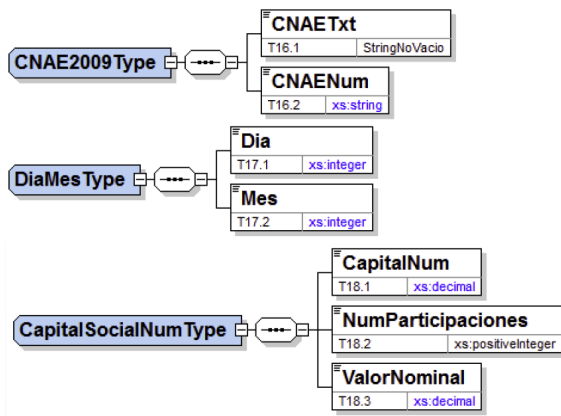 CNAETxt
T16.1 StringNoVacio
CNAE2009Type
CNAENum
T16.2 xs:string
Dia
T17.1 xs:integer
DiaMesType
Mes
T17.2 xs:integer
CapitalNum
T18.1 xs:decimal
CapitalSocialNumType
NumParticipaciones
T18.2 xs:positiveInteger
ValorNominal
T18.3 xs:decimal